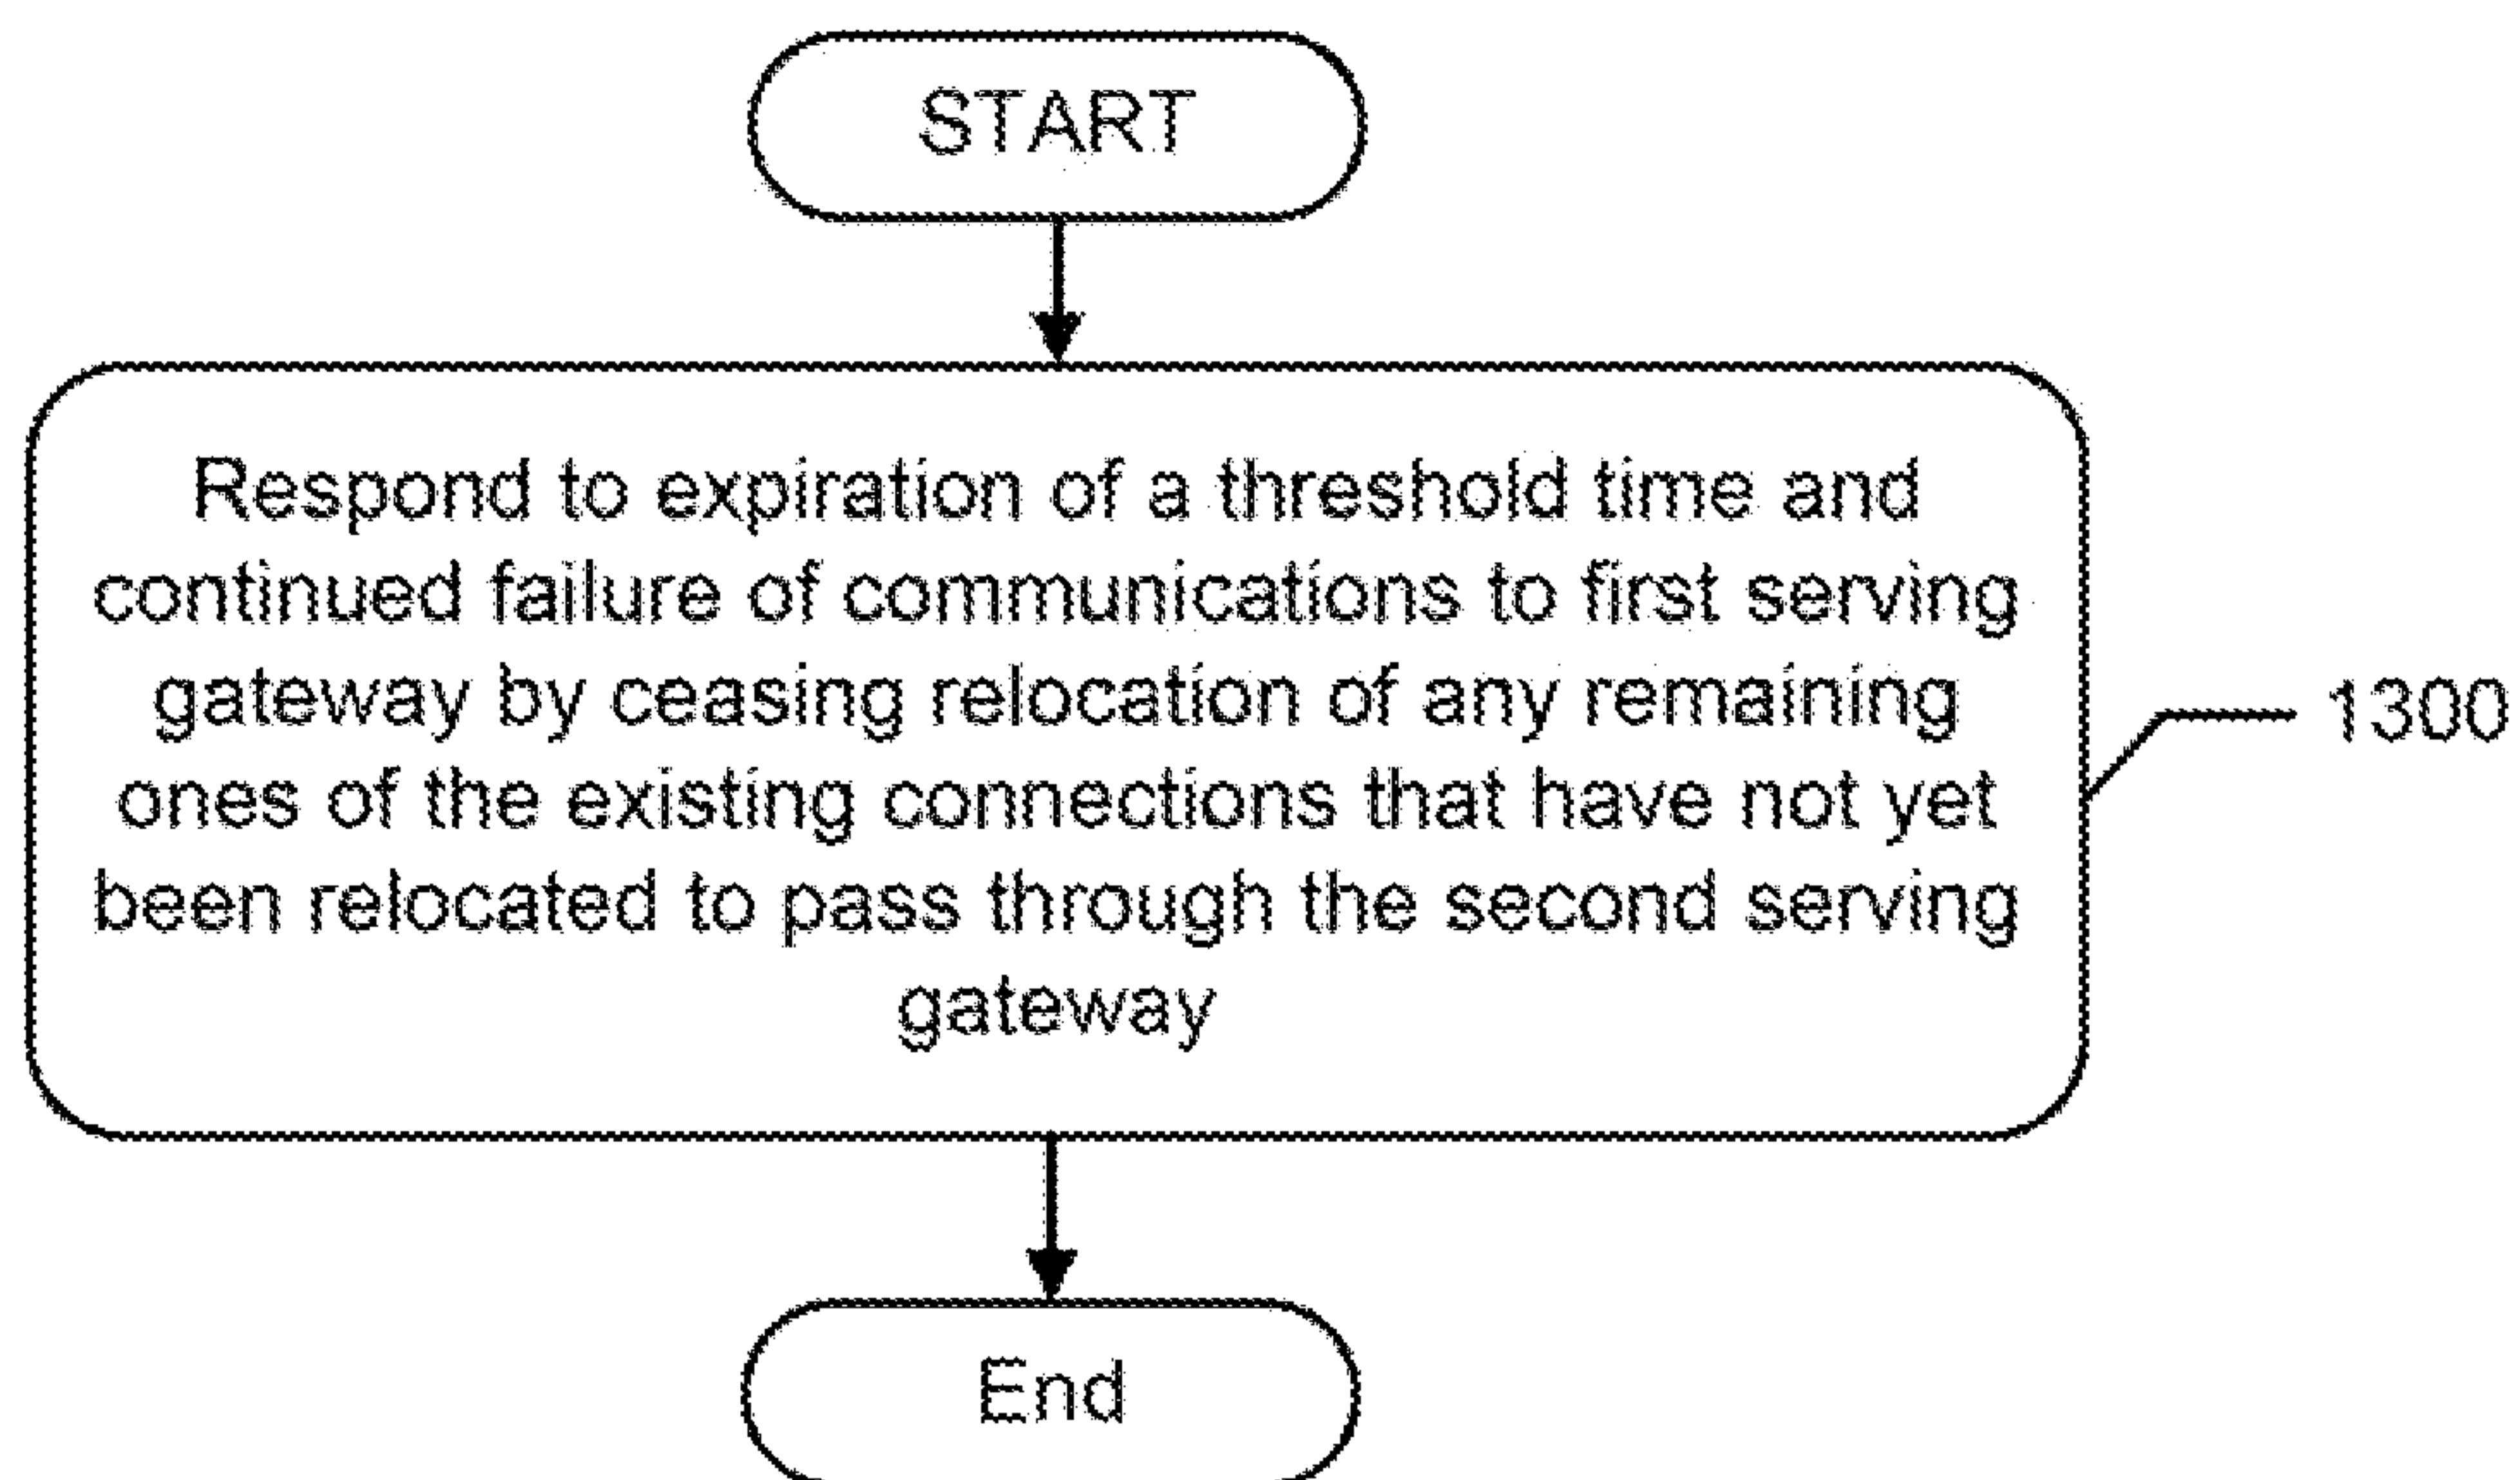 START
Respond to expiration of a threshold time and
continued failure of communications to first serving
gateway by ceasing relocation of any remaining
ones of the existing connections that have not yet
been relocated to pass through the second serving
gateway
1300
End